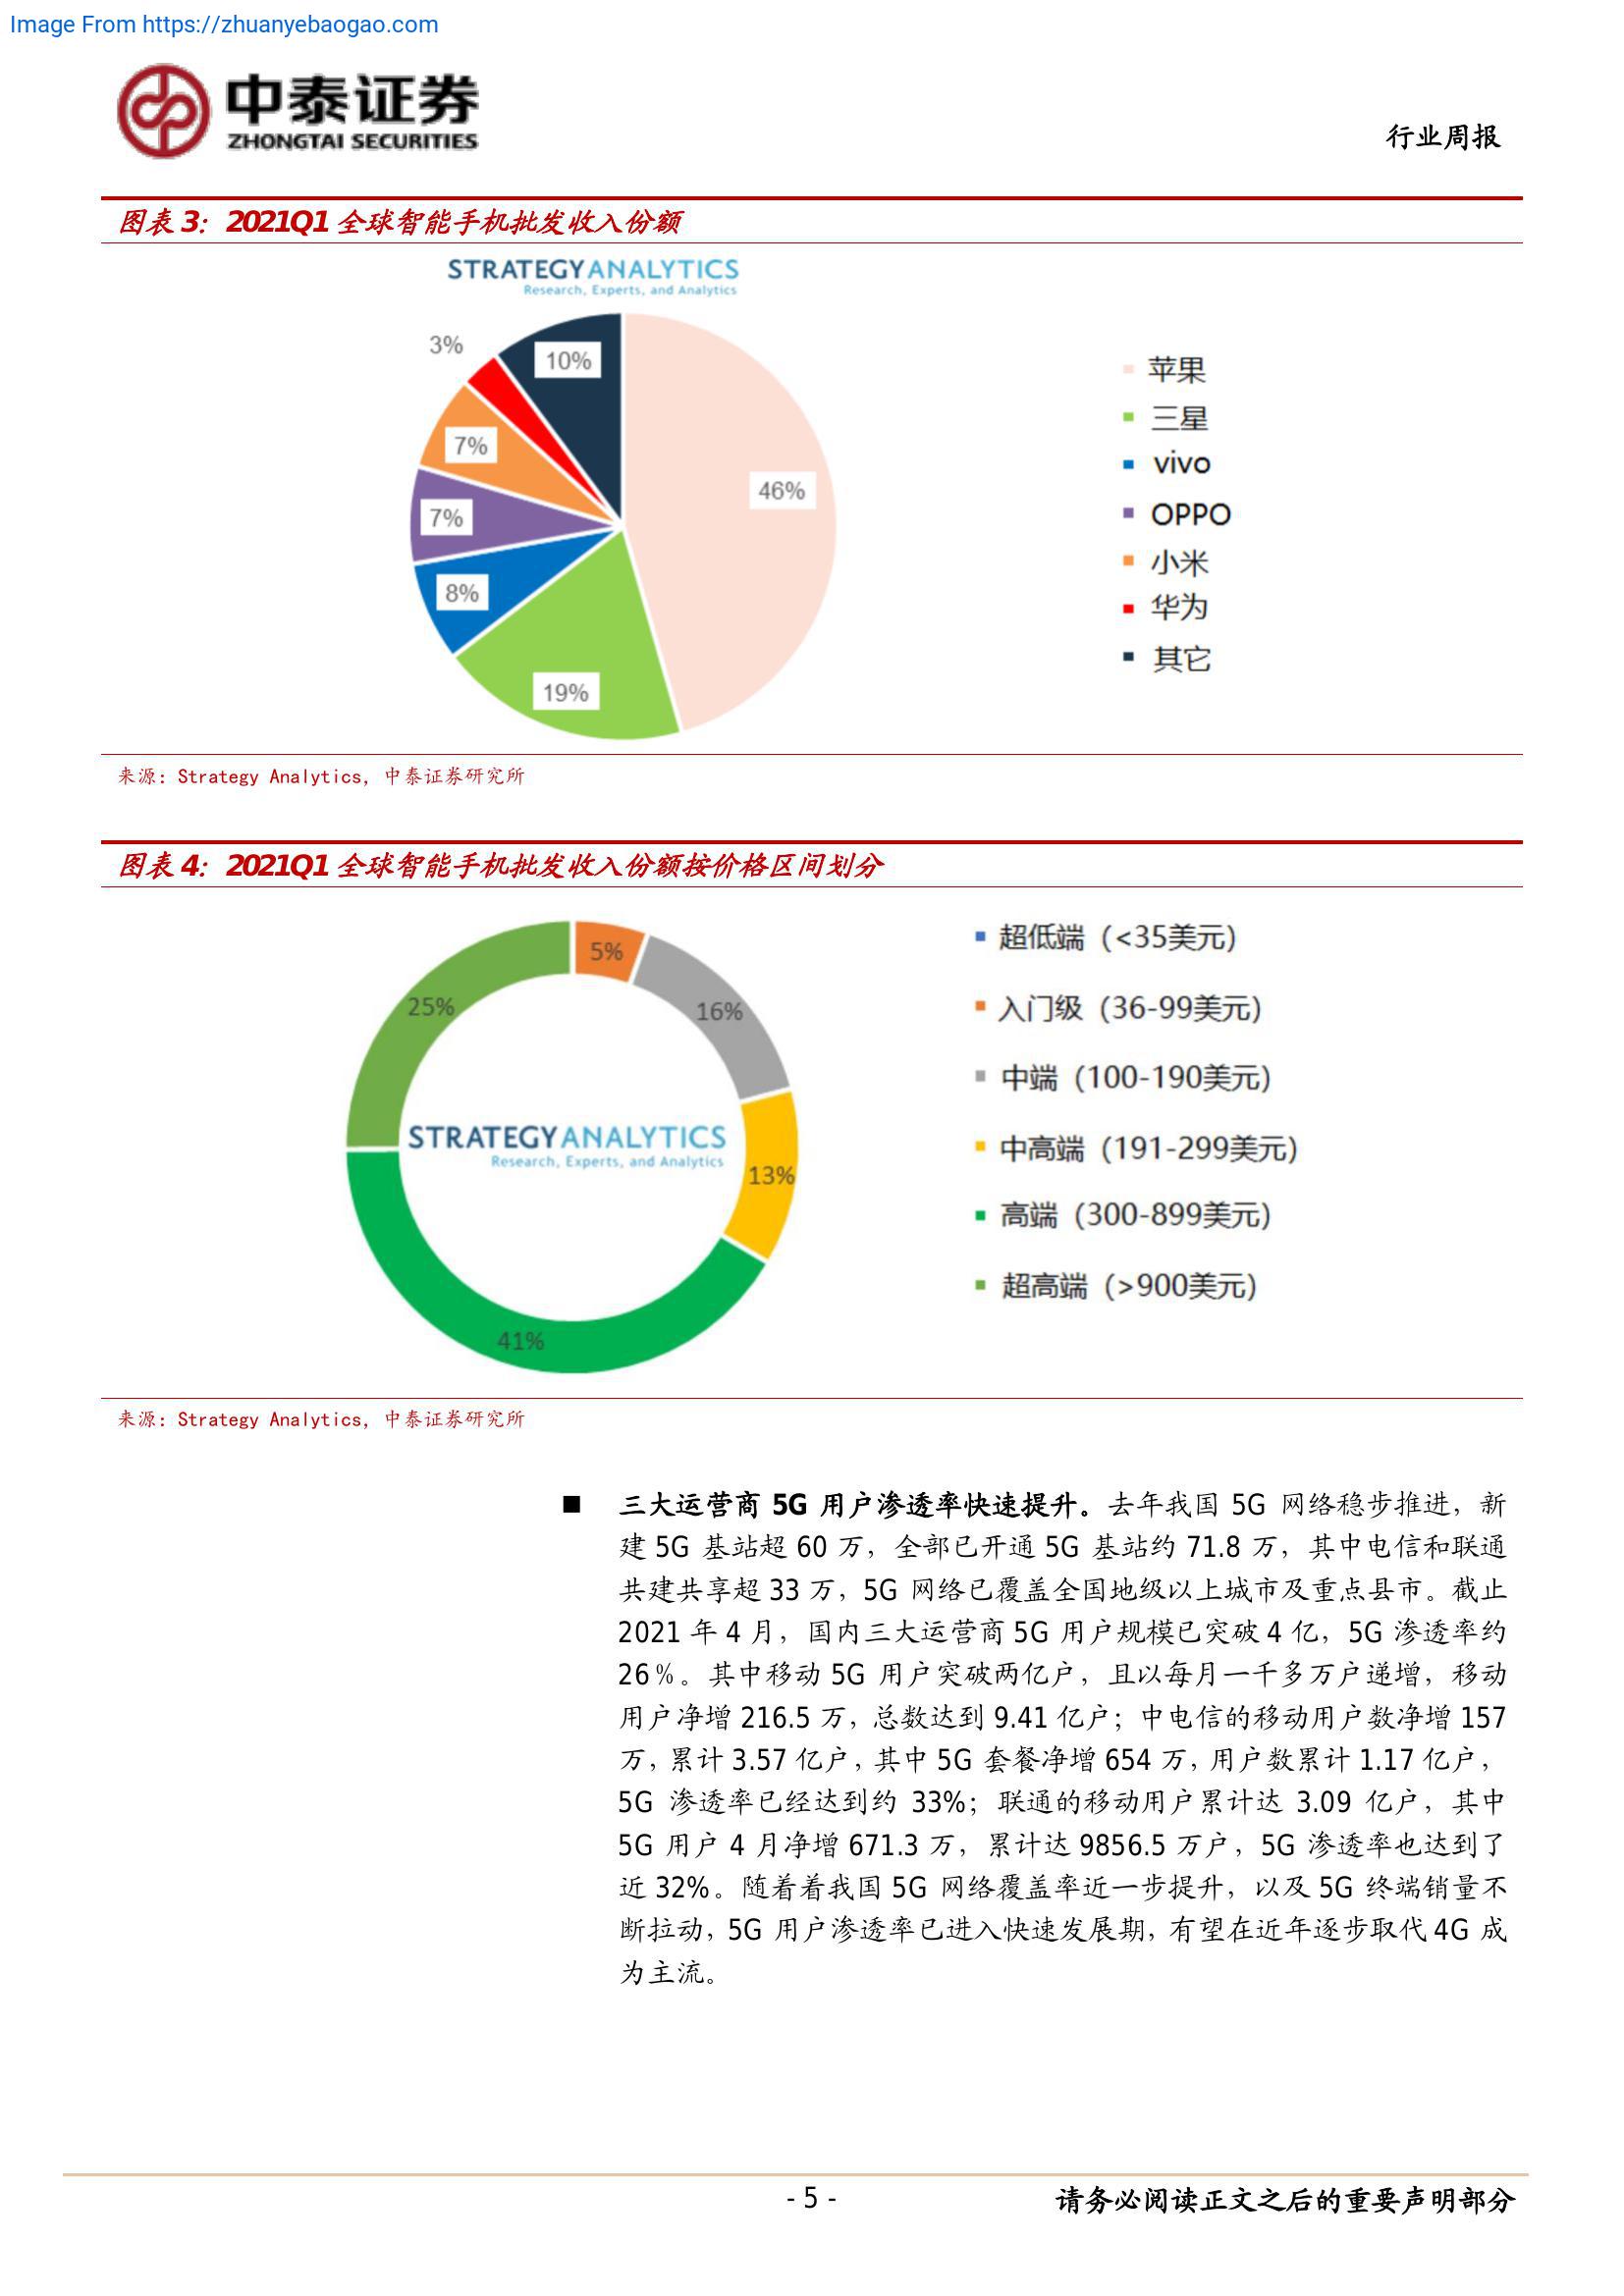 Image From https://zhuanyebaogao.com
中泰证券
ZHONGTAI SECURITIES
行业周报
图表 3：2021Q1 全球智能手机批发收入份额
STRATEGYANALYTICS
Research, Experts, and Analytics
3%
10%
7%
46%
7%
8%
19%
苹果
三星
vivo
OPPO
小米
华为
其它
来源：Strategy Analytics, 中泰证券研究所
图表 4：2021Q1 全球智能手机批发收入份额按价格区间划分
5%
25%
16%
STRATEGYANALYTICS
Research, Experts, and Analytics
13%
41%
超低端（<35美元）
入门级（36-99美元）
中端（100-190美元）
中高端（191-299美元）
高端（300-899美元）
超高端（>900美元）
来源：Strategy Analytics, 中泰证券研究所
■ 三大运营商 5G 用户渗透率快速提升。去年我国 5G 网络稳步推进，新
建 5G 基站超 60 万，全部已开通 5G 基站约 71.8 万，其中电信和联通
共建共享超 33 万，5G 网络已覆盖全国地级以上城市及重点县市。截止
2021 年 4 月，国内三大运营商 5G 用户规模已突破 4 亿，5G 渗透率约
26%。其中移动 5G 用户突破两亿户，且以每月一千多万户递增，移动
用户净增 216.5 万，总数达到 9.41 亿户；中电信的移动用户数净增 157
万，累计 3.57 亿户，其中 5G 套餐净增 654 万，用户数累计 1.17 亿户，
5G 渗透率已经达到约 33%；联通的移动用户累计达 3.09 亿户，其中
5G 用户 4 月净增 671.3 万，累计达 9856.5 万户，5G 渗透率也达到了
近 32%。随着着我国 5G 网络覆盖率近一步提升，以及 5G 终端销量不
断拉动，5G 用户渗透率已进入快速发展期，有望在近年逐步取代 4G 成
为主流。
- 5 -
请务必阅读正文之后的重要声明部分